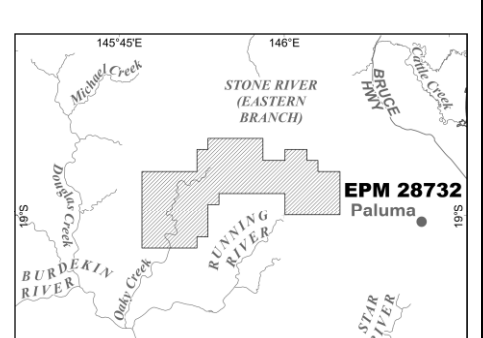 145°45'E
146°E
Michael Creek
STONE RIVER
(EASTERN
BRANCH)
BRUCE
HWY
Cattle Creek
Douglas Creek
EPM 28732
Paluma
19°S
19°S
RUNNING
RIVER
BURDEKIN
RIVER
Oaky Creek
STAR
RIVER